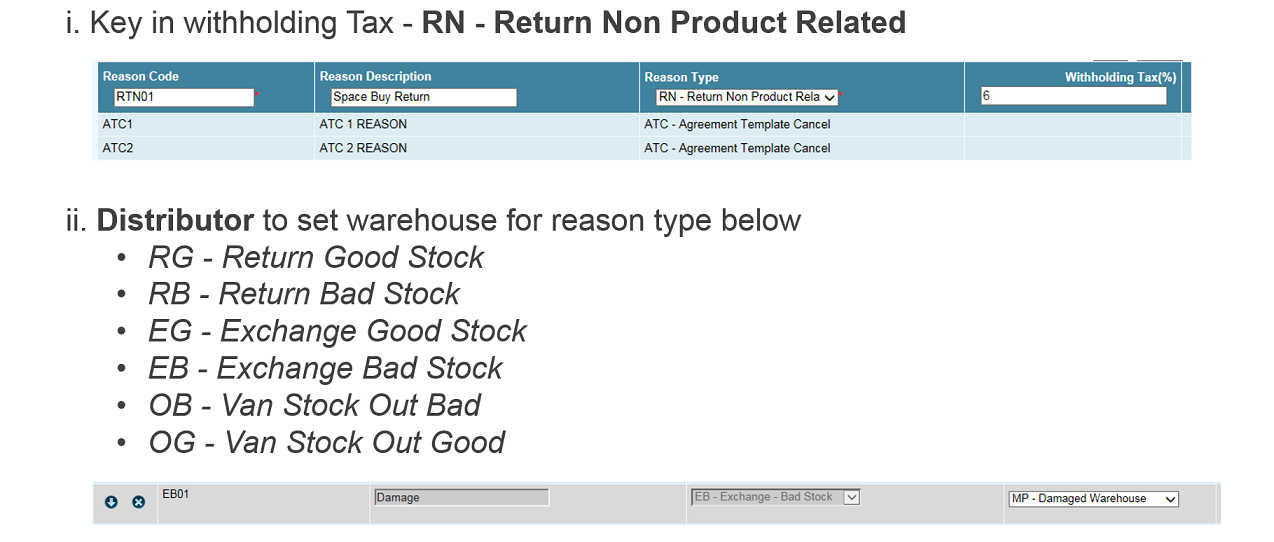 i. Key in withholding Tax - RN - Return Non Product Related
Reason Code Reason Description Reason Type Withholding Tax(%)
RTN01 * Space Buy Return RN - Return Non Product Rela * 6
ATC1 ATC 1 REASON ATC - Agreement Template Cancel
ATC2 ATC 2 REASON ATC - Agreement Template Cancel
ii. Distributor to set warehouse for reason type below
• RG - Return Good Stock
• RB - Return Bad Stock
• EG - Exchange Good Stock
• EB - Exchange Bad Stock
• OB - Van Stock Out Bad
• OG - Van Stock Out Good
EB01 Damage EB - Exchange - Bad Stock MP - Damaged Warehouse